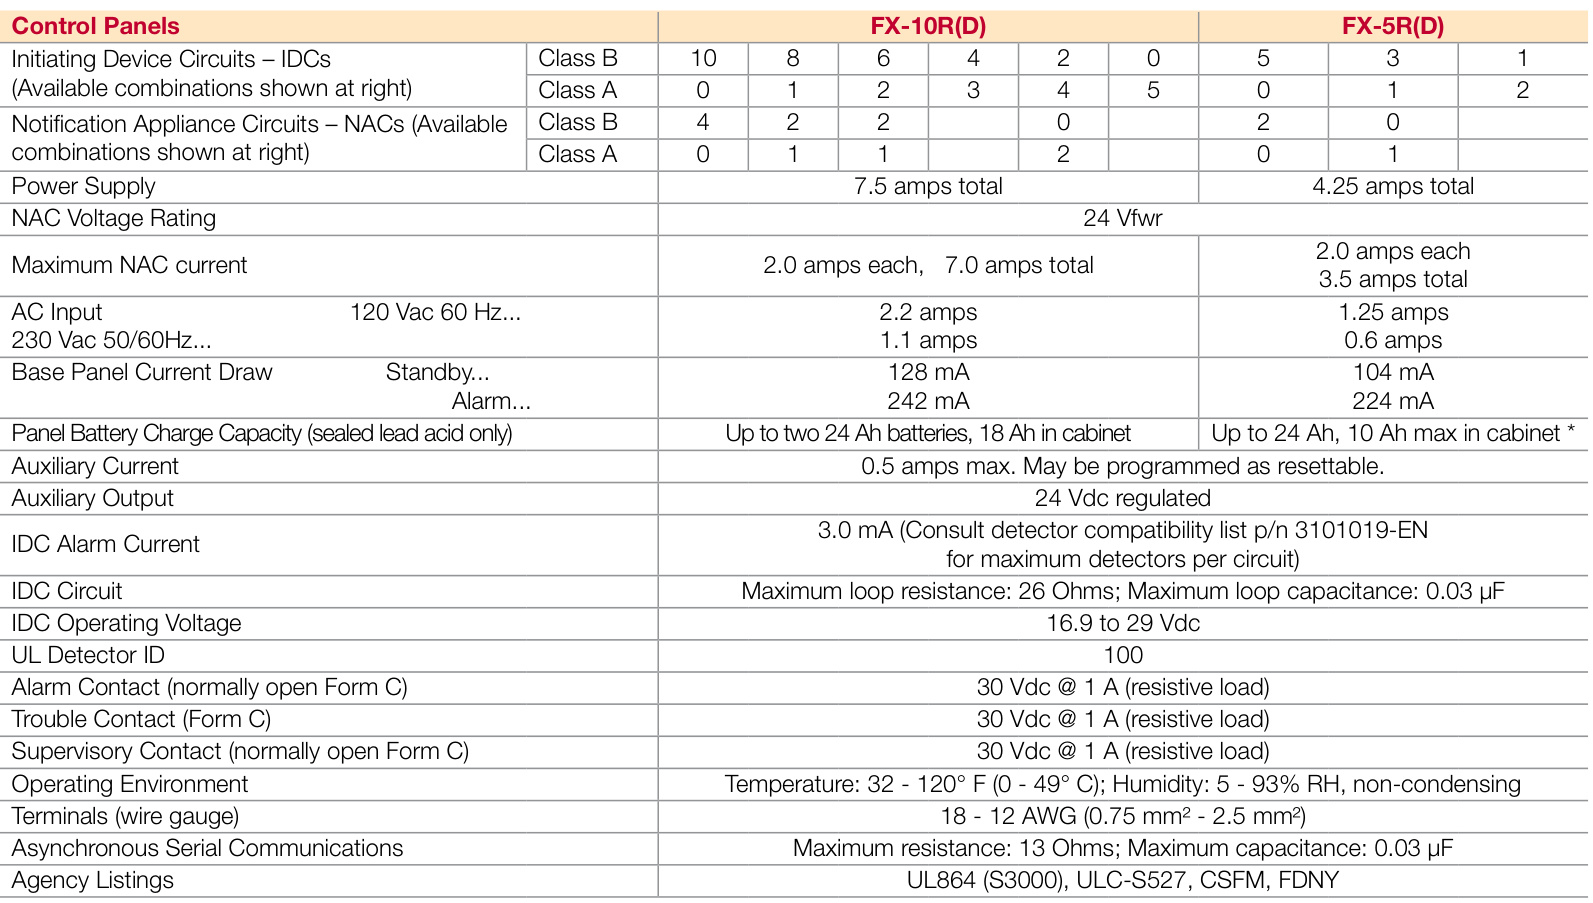 Control Panels FX-10R(D) FX-5R(D)
Initiating Device Circuits – IDCs
(Available combinations shown at right)
Class B 10 8 6 4 2 0 5 3 1
Class A 0 1 2 3 4 5 0 1 2
Notification Appliance Circuits – NACs (Available
combinations shown at right)
Class B 4 2 2 0 2 0
Class A 0 1 1 2 0 1
Power Supply 7.5 amps total 4.25 amps total
NAC Voltage Rating 24 Vfwr
Maximum NAC current 2.0 amps each, 7.0 amps total 2.0 amps each
3.5 amps total
AC Input 120 Vac 60 Hz... 2.2 amps 1.25 amps
230 Vac 50/60Hz... 1.1 amps 0.6 amps
Base Panel Current Draw Standby... 128 mA 104 mA
Alarm... 242 mA 224 mA
Panel Battery Charge Capacity (sealed lead acid only) Up to two 24 Ah batteries, 18 Ah in cabinet Up to 24 Ah, 10 Ah max in cabinet *
Auxiliary Current 0.5 amps max. May be programmed as resettable.
Auxiliary Output 24 Vdc regulated
IDC Alarm Current 3.0 mA (Consult detector compatibility list p/n 3101019-EN
for maximum detectors per circuit)
IDC Circuit Maximum loop resistance: 26 Ohms; Maximum loop capacitance: 0.03 µF
IDC Operating Voltage 16.9 to 29 Vdc
UL Detector ID 100
Alarm Contact (normally open Form C) 30 Vdc @ 1 A (resistive load)
Trouble Contact (Form C) 30 Vdc @ 1 A (resistive load)
Supervisory Contact (normally open Form C) 30 Vdc @ 1 A (resistive load)
Operating Environment Temperature: 32 - 120° F (0 - 49° C); Humidity: 5 - 93% RH, non-condensing
Terminals (wire gauge) 18 - 12 AWG (0.75 mm² - 2.5 mm²)
Asynchronous Serial Communications Maximum resistance: 13 Ohms; Maximum capacitance: 0.03 µF
Agency Listings UL864 (S3000), ULC-S527, CSFM, FDNY